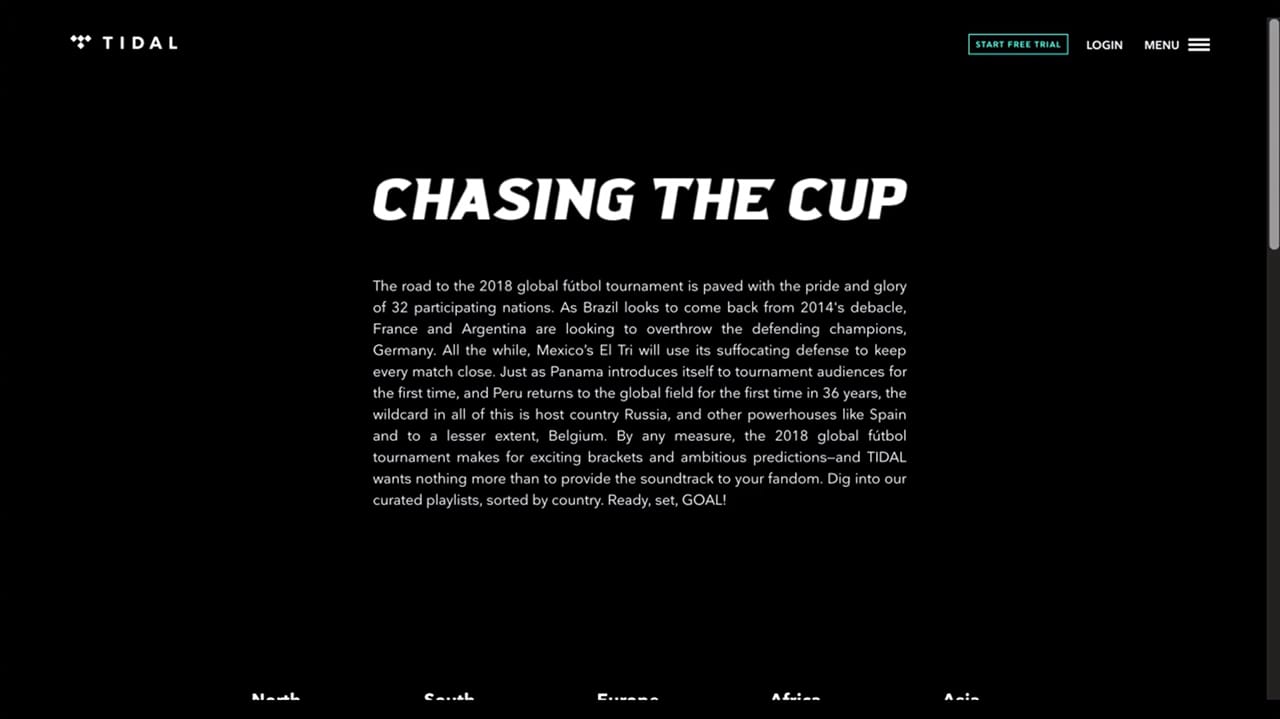 TIDAL
START FREE TRIAL
LOGIN
MENU
CHASING THE CUP
The road to the 2018 global fútbol tournament is paved with the pride and glory
of 32 participating nations. As Brazil looks to come back from 2014's debacle,
France and Argentina are looking to overthrow the defending champions,
Germany. All the while, Mexico’s El Tri will use its suffocating defense to keep
every match close. Just as Panama introduces itself to tournament audiences for
the first time, and Peru returns to the global field for the first time in 36 years, the
wildcard in all of this is host country Russia, and other powerhouses like Spain
and to a lesser extent, Belgium. By any measure, the 2018 global fútbol
tournament makes for exciting brackets and ambitious predictions—and TIDAL
wants nothing more than to provide the soundtrack to your fandom. Dig into our
curated playlists, sorted by country. Ready, set, GOAL!
North
South
Europe
Africa
Asia